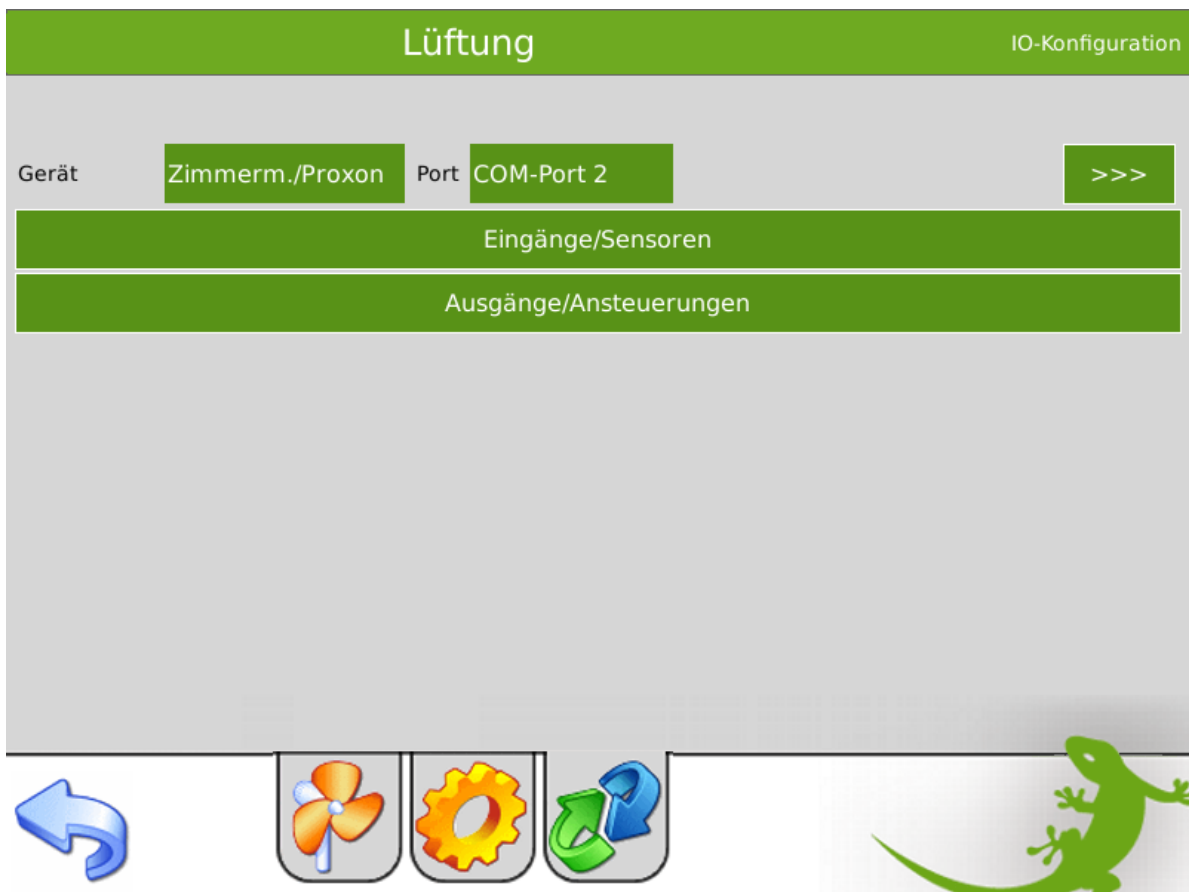 Lüftung
IO-Konfiguration
Gerät Zimmerm./Proxon Port COM-Port 2 >>>
Eingänge/Sensoren
Ausgänge/Ansteuerungen